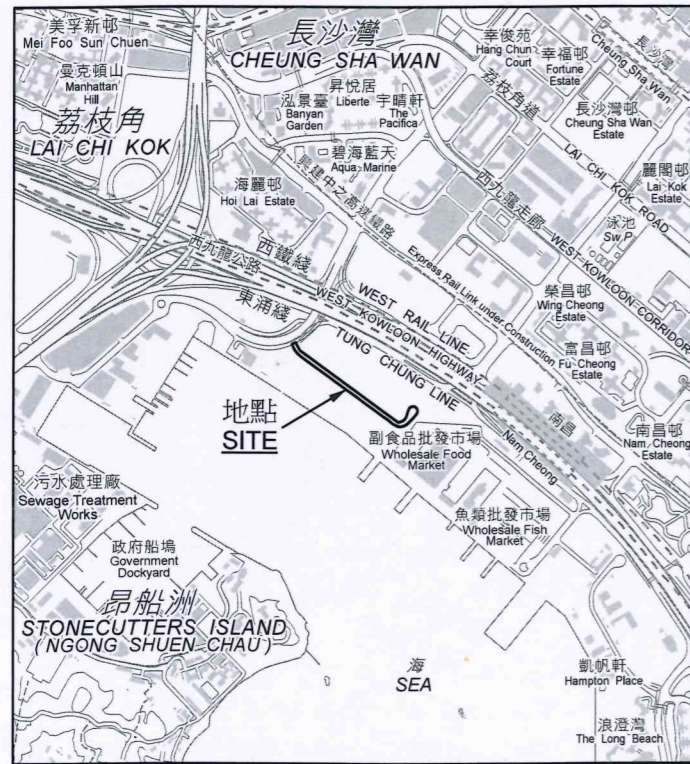 美孚新邨
Mei Foo Sun Chuen
曼克頓山
Manhattan
Hill
荔枝角
LAI CHI KOK
長沙灣
CHEUNG SHA WAN
昇悅居
Liberte
泓景臺
Banyan
Garden
宇晴軒
The
Pacifica
碧海藍天
Aqua Marine
幸俊苑
Hang Chun
Court
幸福邨
Fortune
Estate
長沙灣
Cheung Sha Wan
長沙灣邨
Cheung Sha Wan
Estate
荔枝角道
LAI CHI KOK ROAD
麗閣邨
Lai Kok
Estate
泳池
Sw P
海麗邨
Hoi Lai Estate
興建中之高速鐵路
Express Rail Link under Construction
西九龍走廊
WEST KOWLOON CORRIDOR
西九龍公路
WEST KOWLOON HIGHWAY
西鐵綫
WEST RAIL LINE
東涌綫
TUNG CHUNG LINE
榮昌邨
Wing Cheong
Estate
富昌邨
Fu Cheong
Estate
南昌
Nam Cheong
南昌邨
Nam Cheong
Estate
地點
SITE
副食品批發市場
Wholesale Food
Market
魚類批發市場
Wholesale Fish
Market
污水處理廠
Sewage Treatment
Works
政府船塢
Government
Dockyard
昂船洲
STONECUTTERS ISLAND
(NGONG SHUEN CHAU)
海
SEA
凱帆軒
Hampton Place
浪澄灣
The Long Beach